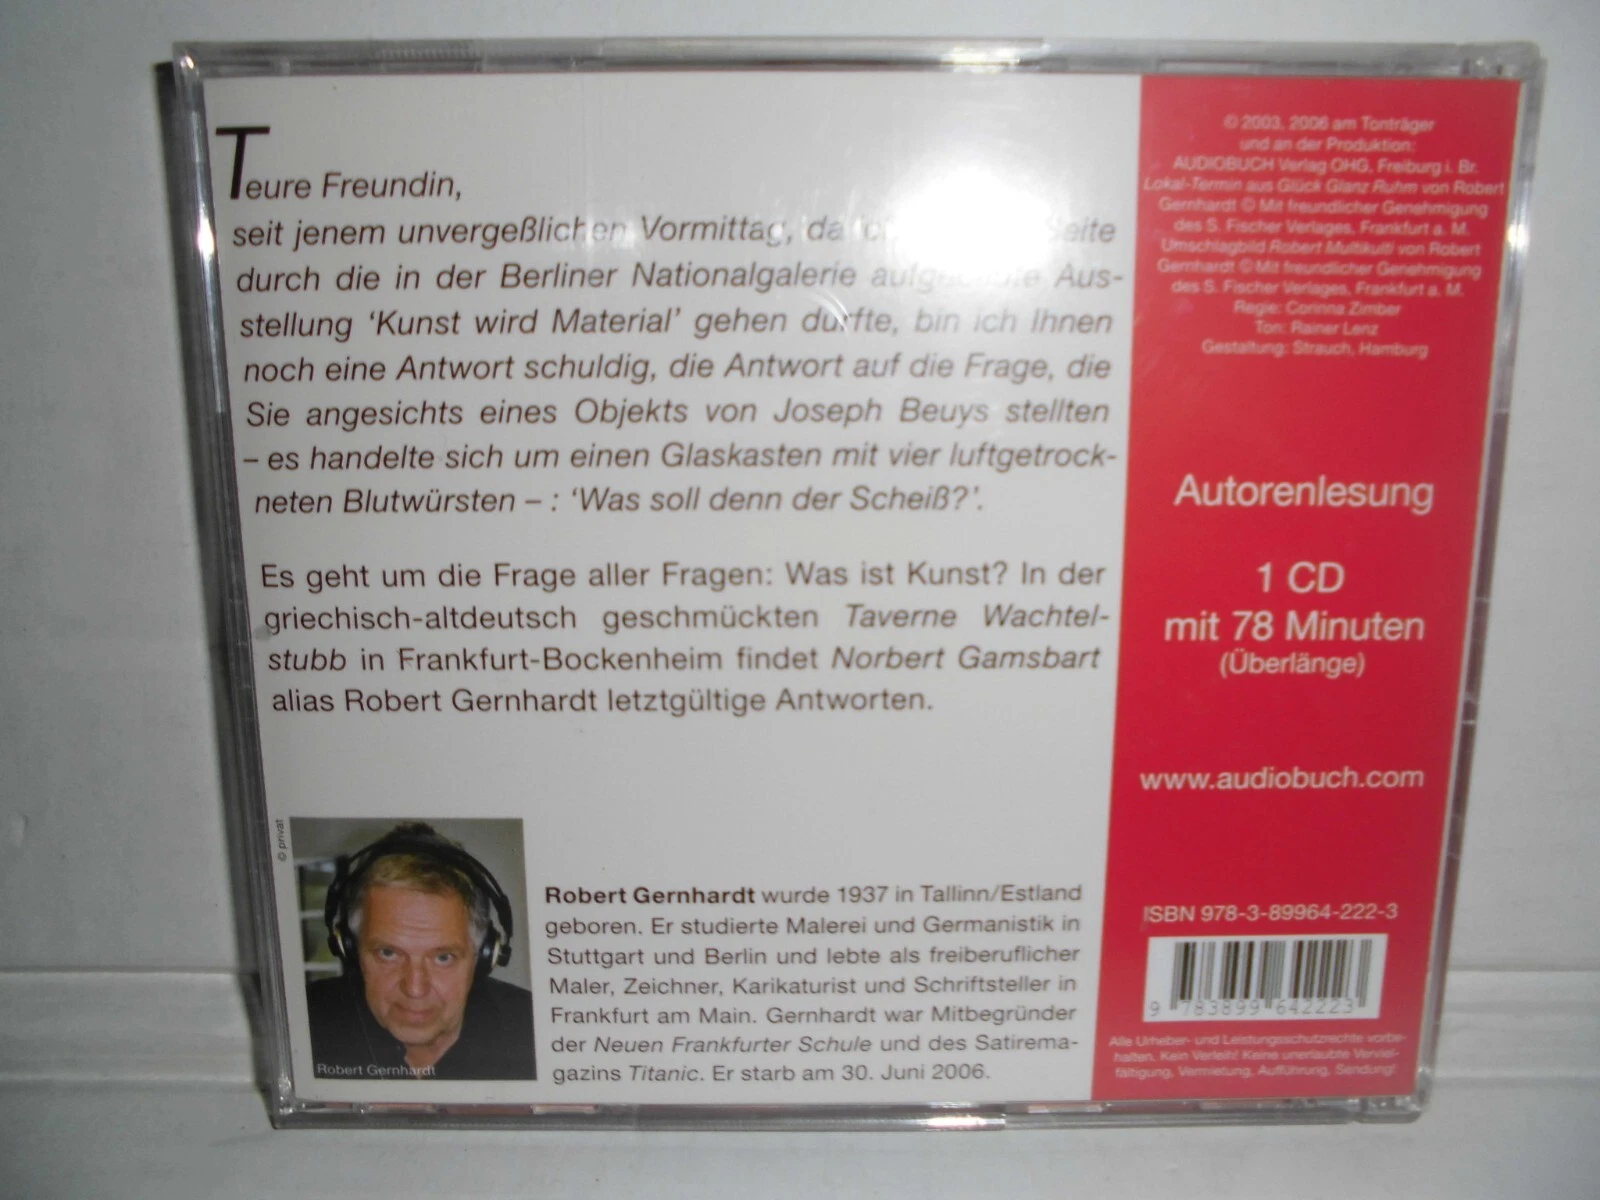 Teure Freundin,
seit jenem unvergeßlichen Vormittag, da ich Seite
durch die in der Berliner Nationalgalerie Aus-
stellung ‘Kunst wird Material’ gehen durfte, bin ich Ihnen
noch eine Antwort schuldig, die Antwort auf die Frage, die
Sie angesichts eines Objekts von Joseph Beuys stellten
– es handelte sich um einen Glaskasten mit vier luftgetrock-
neten Blutwürsten – : ‘Was soll denn der Scheiß?’.
Es geht um die Frage aller Fragen: Was ist Kunst? In der
griechisch-altdeutsch geschmückten Taverne Wachtel-
stubb in Frankfurt-Bockenheim findet Norbert Gamsbart
alias Robert Gernhardt letztgültige Antworten.
© privat
Robert Gernhardt
Robert Gernhardt wurde 1937 in Tallinn/Estland
geboren. Er studierte Malerei und Germanistik in
Stuttgart und Berlin und lebte als freiberuflicher
Maler, Zeichner, Karikaturist und Schriftsteller in
Frankfurt am Main. Gernhardt war Mitbegründer
der Neuen Frankfurter Schule und des Satirema-
gazins Titanic. Er starb am 30. Juni 2006.
© 2003, 2006 am Tonträger
und an der Produktion:
AUDIOBUCH Verlag OHG, Freiburg i. Br.
Lokal-Termin aus Glück Glanz Ruhm von Robert
Gernhardt © Mit freundlicher Genehmigung
des S. Fischer Verlages, Frankfurt a. M.
Umschlagbild Robert Multikulti von Robert
Gernhardt © Mit freundlicher Genehmigung
des S. Fischer Verlages, Frankfurt a. M.
Regie: Corinna Zimber
Ton: Rainer Lenz
Gestaltung: Strauch, Hamburg
Autorenlesung
1 CD
mit 78 Minuten
(Überlänge)
www.audiobuch.com
ISBN 978-3-89964-222-3
9 783899 642223
Alle Urheber- und Leistungsschutzrechte vorbe-
halten. Kein Verleih! Keine unerlaubte Verviel-
fältigung, Vermietung, Aufführung, Sendung!